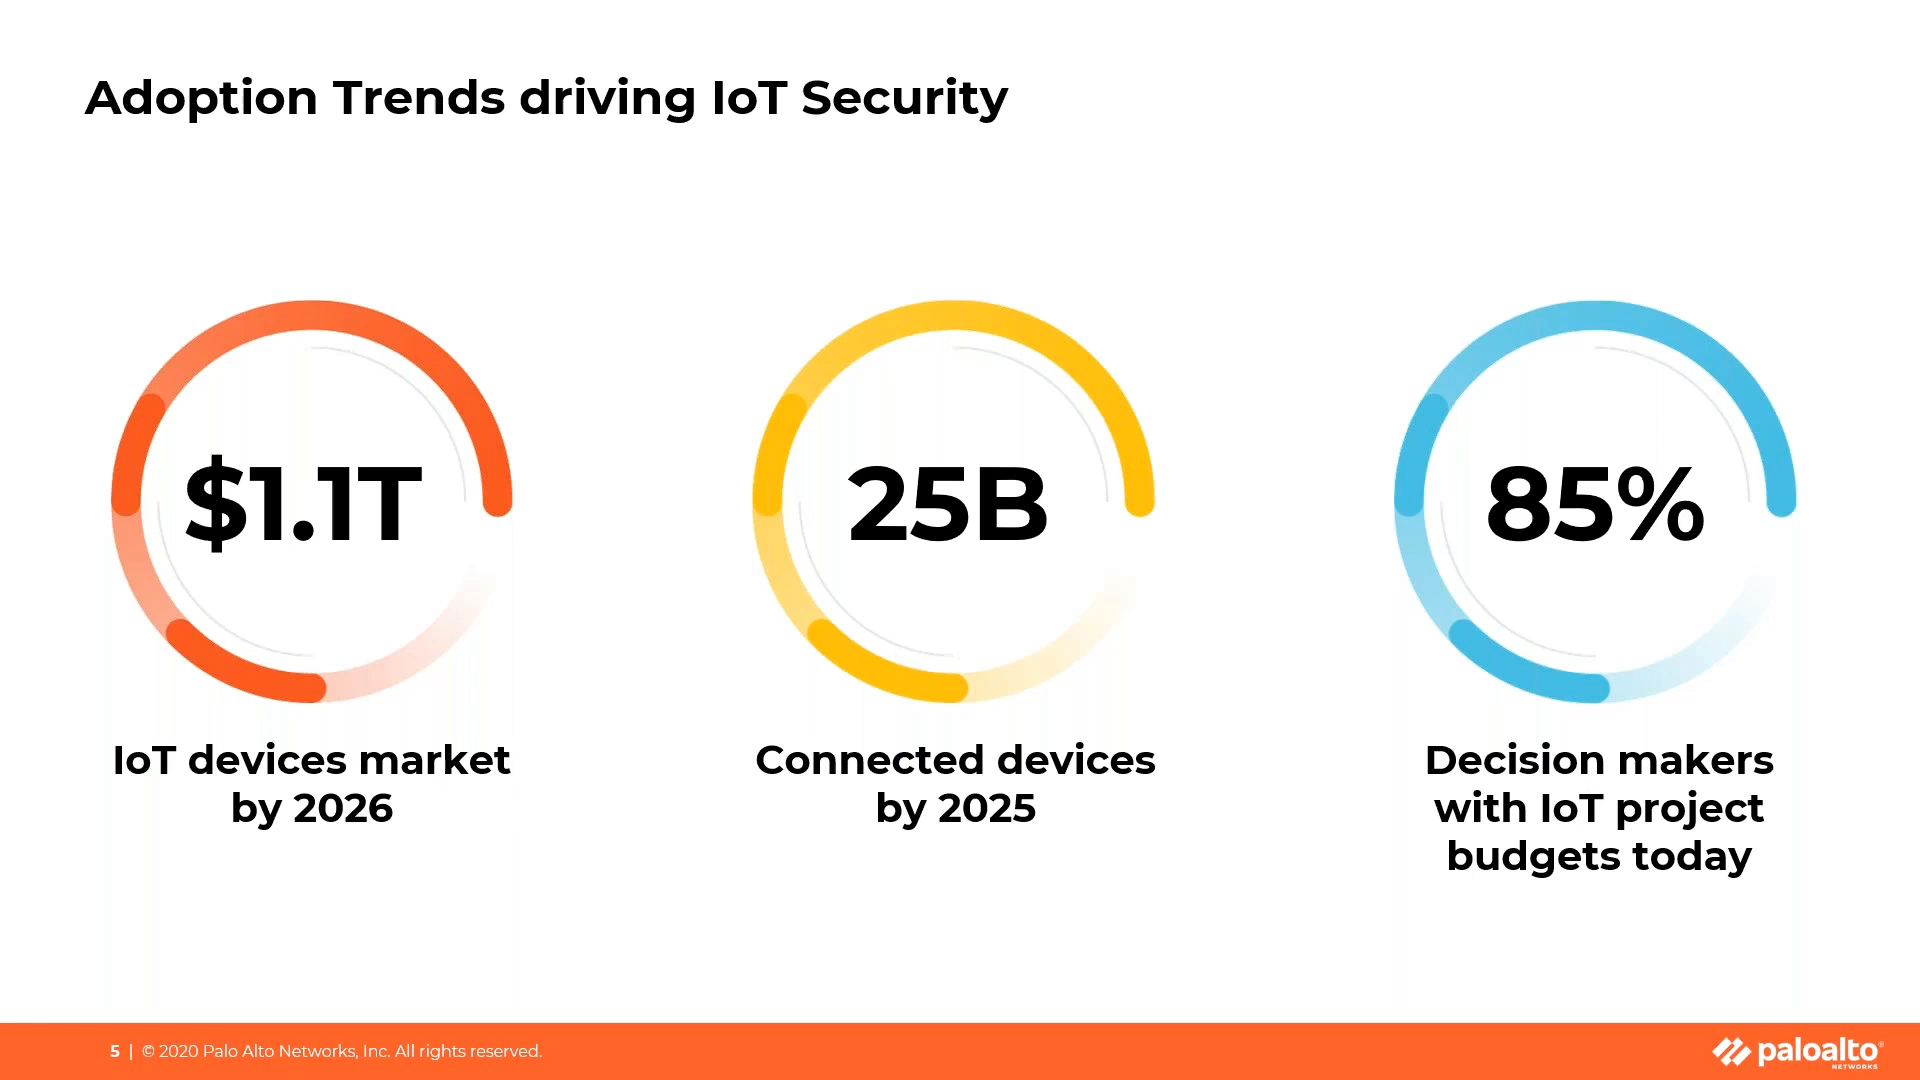 Adoption Trends driving IoT Security
$1.1T
IoT devices market
by 2026
25B
Connected devices
by 2025
85%
Decision makers
with IoT project
budgets today
5 | © 2020 Palo Alto Networks, Inc. All rights reserved.
paloalto®
NETWORKS